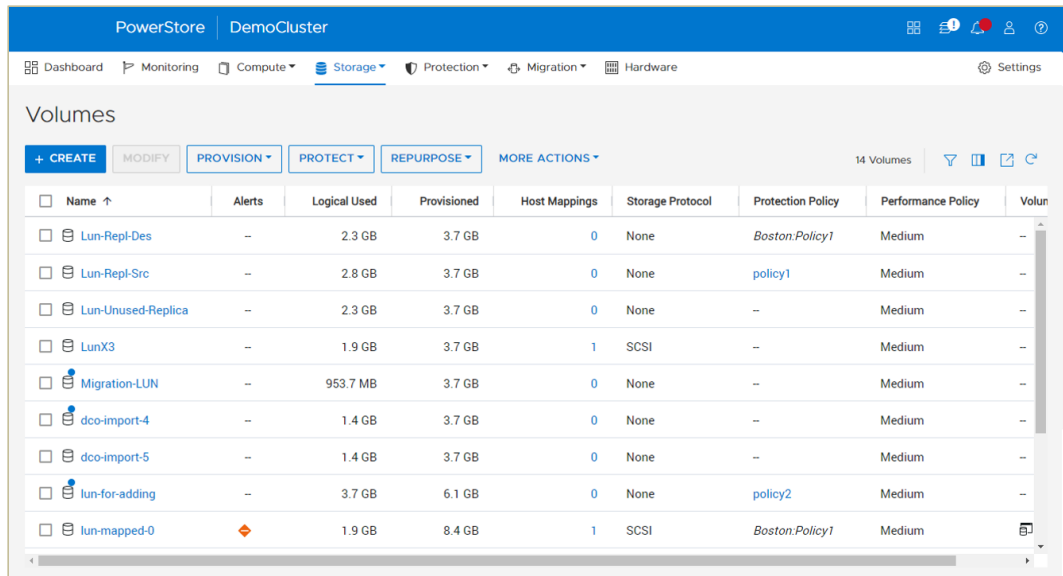 PowerStore DemoCluster
Dashboard Monitoring Compute Storage Protection Migration Hardware Settings
Volumes
+ CREATE MODIFY PROVISION PROTECT REPURPOSE MORE ACTIONS 14 Volumes
Name ↑ Alerts Logical Used Provisioned Host Mappings Storage Protocol Protection Policy Performance Policy Volum
Lun-Repl-Des -- 2.3 GB 3.7 GB 0 None Boston:Policy1 Medium --
Lun-Repl-Src -- 2.8 GB 3.7 GB 0 None policy1 Medium --
Lun-Unused-Replica -- 2.3 GB 3.7 GB 0 None -- Medium --
LunX3 -- 1.9 GB 3.7 GB 1 SCSI -- Medium --
Migration-LUN -- 953.7 MB 3.7 GB 0 None -- Medium --
dco-import-4 -- 1.4 GB 3.7 GB 0 None -- Medium --
dco-import-5 -- 1.4 GB 3.7 GB 0 None -- Medium --
lun-for-adding -- 3.7 GB 6.1 GB 0 None policy2 Medium --
lun-mapped-0 1.9 GB 8.4 GB 1 SCSI Boston:Policy1 Medium